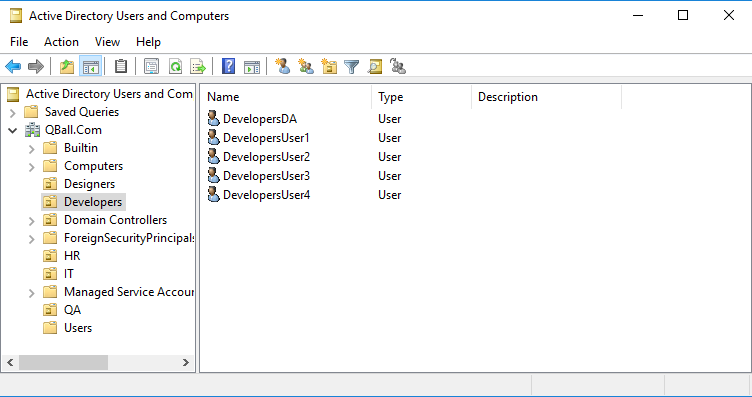 Active Directory Users and Computers
File Action View Help
Active Directory Users and Com
Saved Queries
QBall.Com
Builtin
Computers
Designers
Developers
Domain Controllers
ForeignSecurityPrincipals
HR
IT
Managed Service Accour
QA
Users
Name Type Description
DevelopersDA User
DevelopersUser1 User
DevelopersUser2 User
DevelopersUser3 User
DevelopersUser4 User